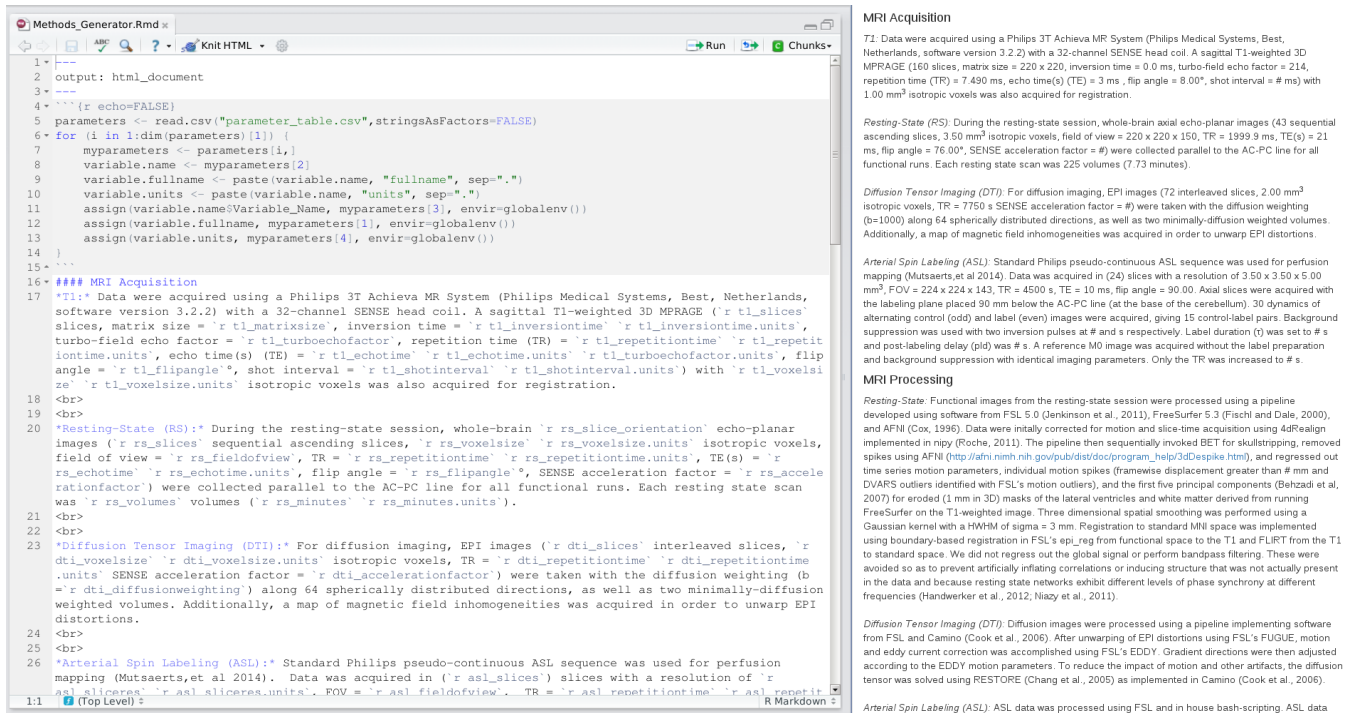 Methods_Generator.Rmd ×
ABC ? Knit HTML Run Chunks
1 ---
2 output: html_document
3 ---
4 ```{r echo=FALSE}
5 parameters <- read.csv("parameter_table.csv",stringsAsFactors=FALSE)
6 for (i in 1:dim(parameters)[1]) {
7 myparameters <- parameters[i,]
8 variable.name <- myparameters[2]
9 variable.fullname <- paste(variable.name, "fullname", sep=".")
10 variable.units <- paste(variable.name, "units", sep=".")
11 assign(variable.name$Variable_Name, myparameters[3], envir=globalenv())
12 assign(variable.fullname, myparameters[1], envir=globalenv())
13 assign(variable.units, myparameters[4], envir=globalenv())
14 }
15 ```
16 #### MRI Acquisition
17 *T1:* Data were acquired using a Philips 3T Achieva MR System (Philips Medical Systems, Best, Netherlands,
software version 3.2.2) with a 32-channel SENSE head coil. A sagittal T1-weighted 3D MPRAGE (`r t1_slices`
slices, matrix size = `r t1_matrixsize`, inversion time = `r t1_inversiontime` `r t1_inversiontime.units`,
turbo-field echo factor = `r t1_turboechofactor`, repetition time (TR) = `r t1_repetitiontime` `r t1_repetit
iontime.units`, echo time(s) (TE) = `r t1_echotime` `r t1_echotime.units` `r t1_turboechofactor.units`, flip
angle = `r t1_flipangle`°, shot interval = `r t1_shotinterval` `r t1_shotinterval.units`) with `r t1_voxelsi
ze` `r t1_voxelsize.units` isotropic voxels was also acquired for registration.
18 <br>
19 <br>
20 *Resting-State (RS):* During the resting-state session, whole-brain `r rs_slice_orientation` echo-planar
images (`r rs_slices` sequential ascending slices, `r rs_voxelsize` `r rs_voxelsize.units` isotropic voxels,
field of view = `r rs_fieldofview`, TR = `r rs_repetitiontime` `r rs_repetitiontime.units`, TE(s) = `r
rs_echotime` `r rs_echotime.units`, flip angle = `r rs_flipangle`°, SENSE acceleration factor = `r rs_accele
rationfactor`) were collected parallel to the AC-PC line for all functional runs. Each resting state scan
was `r rs_volumes` volumes (`r rs_minutes` `r rs_minutes.units`).
21 <br>
22 <br>
23 *Diffusion Tensor Imaging (DTI):* For diffusion imaging, EPI images (`r dti_slices` interleaved slices, `r
dti_voxelsize` `r dti_voxelsize.units` isotropic voxels, TR = `r dti_repetitiontime` `r dti_repetitiontime
.units` SENSE acceleration factor = `r dti_accelerationfactor`) were taken with the diffusion weighting (b
=`r dti_diffusionweighting`) along 64 spherically distributed directions, as well as two minimally-diffusion
weighted volumes. Additionally, a map of magnetic field inhomogeneities was acquired in order to unwarp EPI
distortions.
24 <br>
25 <br>
26 *Arterial Spin Labeling (ASL):* Standard Philips pseudo-continuous ASL sequence was used for perfusion
mapping (Mutsaerts,et al 2014). Data was acquired in (`r asl_slices`) slices with a resolution of `r
asl_sliceres` `r asl_sliceres.units`, FOV = `r asl_fieldofview`, TR = `r asl_repetitiontime` `r asl_repetit
1:1 (Top Level) R Markdown
MRI Acquisition
T1: Data were acquired using a Philips 3T Achieva MR System (Philips Medical Systems, Best,
Netherlands, software version 3.2.2) with a 32-channel SENSE head coil. A sagittal T1-weighted 3D
MPRAGE (160 slices, matrix size = 220 x 220, inversion time = 0.0 ms, turbo-field echo factor = 214,
repetition time (TR) = 7.490 ms, echo time(s) (TE) = 3 ms , flip angle = 8.00°, shot interval = # ms) with
1.00 mm³ isotropic voxels was also acquired for registration.
Resting-State (RS): During the resting-state session, whole-brain axial echo-planar images (43 sequential
ascending slices, 3.50 mm³ isotropic voxels, field of view = 220 x 220 x 150, TR = 1999.9 ms, TE(s) = 21
ms, flip angle = 76.00°, SENSE acceleration factor = #) were collected parallel to the AC-PC line for all
functional runs. Each resting state scan was 225 volumes (7.73 minutes).
Diffusion Tensor Imaging (DTI): For diffusion imaging, EPI images (72 interleaved slices, 2.00 mm³
isotropic voxels, TR = 7750 s SENSE acceleration factor = #) were taken with the diffusion weighting
(b=1000) along 64 spherically distributed directions, as well as two minimally-diffusion weighted volumes.
Additionally, a map of magnetic field inhomogeneities was acquired in order to unwarp EPI distortions.
Arterial Spin Labeling (ASL): Standard Philips pseudo-continuous ASL sequence was used for perfusion
mapping (Mutsaerts,et al 2014). Data was acquired in (24) slices with a resolution of 3.50 x 3.50 x 5.00
mm³, FOV = 224 x 224 x 143, TR = 4500 s, TE = 10 ms, flip angle = 90.00. Axial slices were acquired with
the labeling plane placed 90 mm below the AC-PC line (at the base of the cerebellum). 30 dynamics of
alternating control (odd) and label (even) images were acquired, giving 15 control-label pairs. Background
suppression was used with two inversion pulses at # and s respectively. Label duration (τ) was set to # s
and post-labeling delay (pld) was # s. A reference M0 image was acquired without the label preparation
and background suppression with identical imaging parameters. Only the TR was increased to # s.
MRI Processing
Resting-State: Functional images from the resting-state session were processed using a pipeline
developed using software from FSL 5.0 (Jenkinson et al., 2011), FreeSurfer 5.3 (Fischl and Dale, 2000),
and AFNI (Cox, 1996). Data were initally corrected for motion and slice-time acquisition using 4dRealign
implemented in nipy (Roche, 2011). The pipeline then sequentially invoked BET for skullstripping, removed
spikes using AFNI (http://afni.nimh.nih.gov/pub/dist/doc/program_help/3dDespike.html), and regressed out
time series motion parameters, individual motion spikes (framewise displacement greater than # mm and
DVARS outliers identified with FSL's motion outliers), and the first five principal components (Behzadi et al,
2007) for eroded (1 mm in 3D) masks of the lateral ventricles and white matter derived from running
FreeSurfer on the T1-weighted image. Three dimensional spatial smoothing was performed using a
Gaussian kernel with a HWHM of sigma = 3 mm. Registration to standard MNI space was implemented
using boundary-based registration in FSL's epi_reg from functional space to the T1 and FLIRT from the T1
to standard space. We did not regress out the global signal or perform bandpass filtering. These were
avoided so as to prevent artificially inflating correlations or inducing structure that was not actually present
in the data and because resting state networks exhibit different levels of phase synchrony at different
frequencies (Handwerker et al., 2012; Niazy et al., 2011).
Diffusion Tensor Imaging (DTI): Diffusion images were processed using a pipeline implementing software
from FSL and Camino (Cook et al., 2006). After unwarping of EPI distortions using FSL's FUGUE, motion
and eddy current correction was accomplished using FSL's EDDY. Gradient directions were then adjusted
according to the EDDY motion parameters. To reduce the impact of motion and other artifacts, the diffusion
tensor was solved using RESTORE (Chang et al., 2005) as implemented in Camino (Cook et al., 2006).
Arterial Spin Labeling (ASL): ASL data was processed using FSL and in house bash-scripting. ASL data